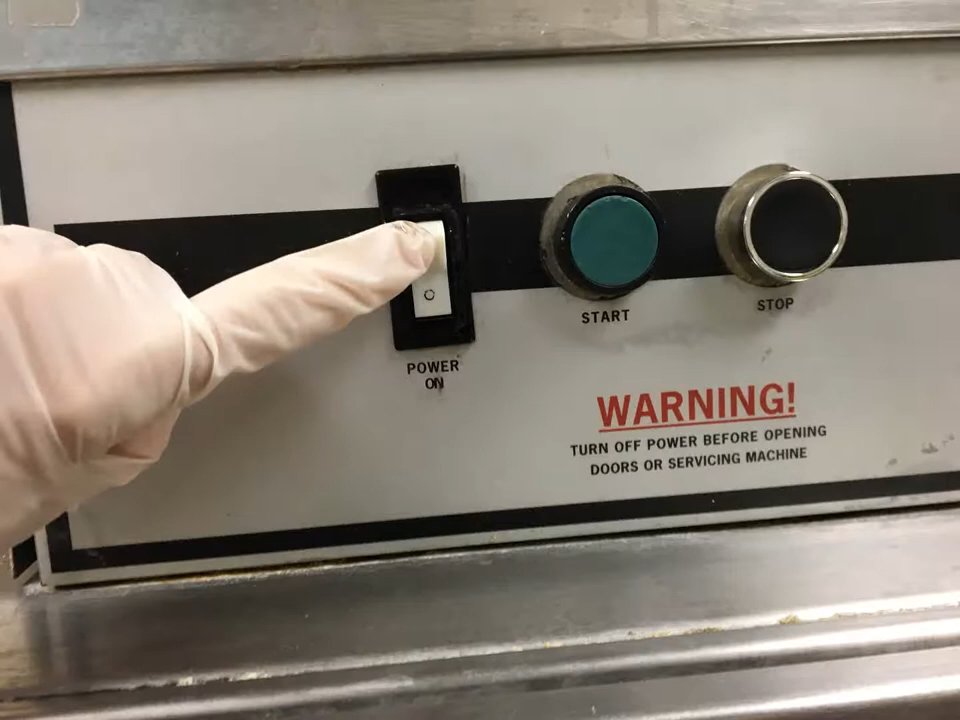 POWER
ON
START
STOP
WARNING!
TURN OFF POWER BEFORE OPENING
DOORS OR SERVICING MACHINE